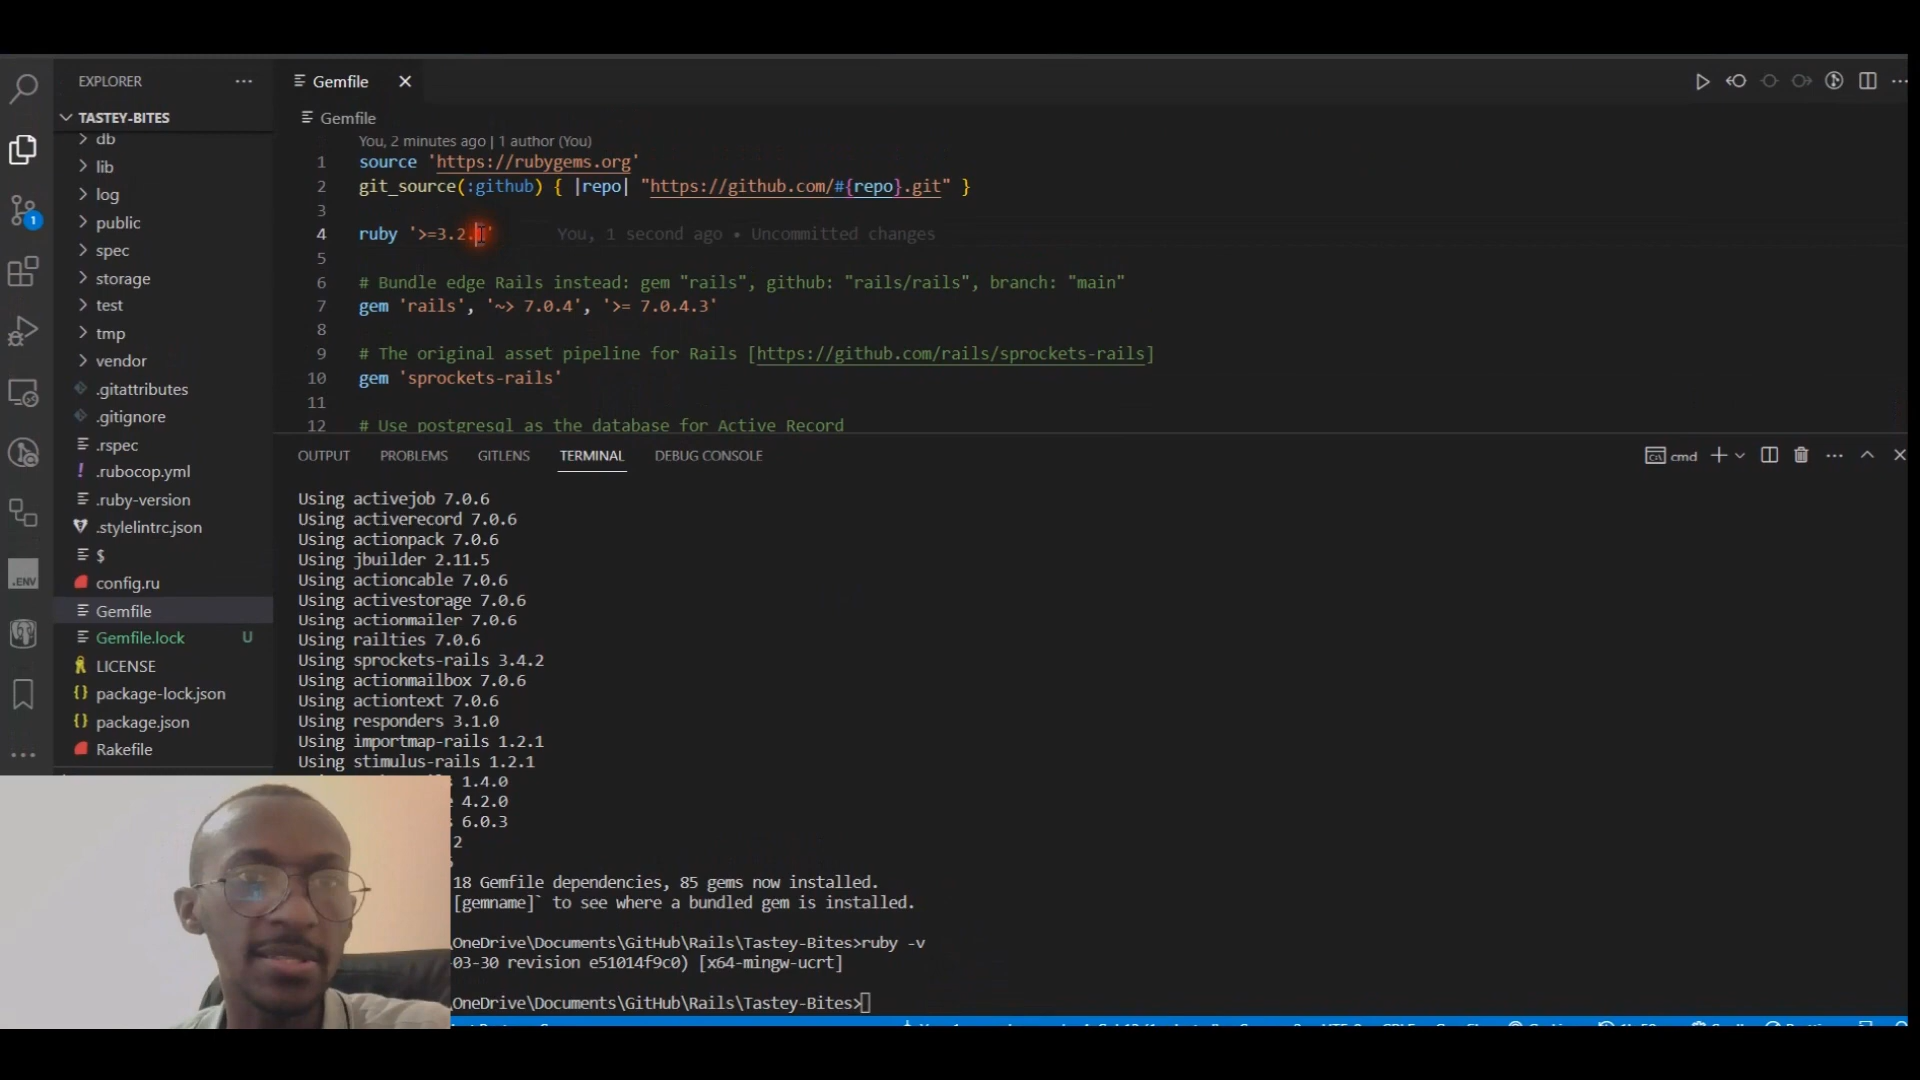 EXPLORER
TASTEY-BITES
db
lib
log
public
spec
storage
test
tmp
vendor
.gitattributes
.gitignore
.rspec
.rubocop.yml
.ruby-version
.stylelintrc.json
$
config.ru
Gemfile
Gemfile.lock U
LICENSE
package-lock.json
package.json
Rakefile
1
.ENV
Gemfile
Gemfile
You, 2 minutes ago | 1 author (You)
1 source 'https://rubygems.org'
2 git_source(:github) { |repo| "https://github.com/#{repo}.git" }
3
4 ruby '>=3.2. ' You, 1 second ago • Uncommitted changes
5
6 # Bundle edge Rails instead: gem "rails", github: "rails/rails", branch: "main"
7 gem 'rails', '~> 7.0.4', '>= 7.0.4.3'
8
9 # The original asset pipeline for Rails [https://github.com/rails/sprockets-rails]
10 gem 'sprockets-rails'
11
12 # Use postgresql as the database for Active Record
OUTPUT PROBLEMS GITLENS TERMINAL DEBUG CONSOLE
cmd
Using activejob 7.0.6
Using activerecord 7.0.6
Using actionpack 7.0.6
Using jbuilder 2.11.5
Using actioncable 7.0.6
Using activestorage 7.0.6
Using actionmailer 7.0.6
Using railties 7.0.6
Using sprockets-rails 3.4.2
Using actionmailbox 7.0.6
Using actiontext 7.0.6
Using responders 3.1.0
Using importmap-rails 1.2.1
Using stimulus-rails 1.2.1
1.4.0
4.2.0
6.0.3
2
18 Gemfile dependencies, 85 gems now installed.
[gemname]` to see where a bundled gem is installed.
OneDrive\Documents\GitHub\Rails\Tastey-Bites>ruby -v
03-30 revision e51014f9c0) [x64-mingw-ucrt]
OneDrive\Documents\GitHub\Rails\Tastey-Bites>